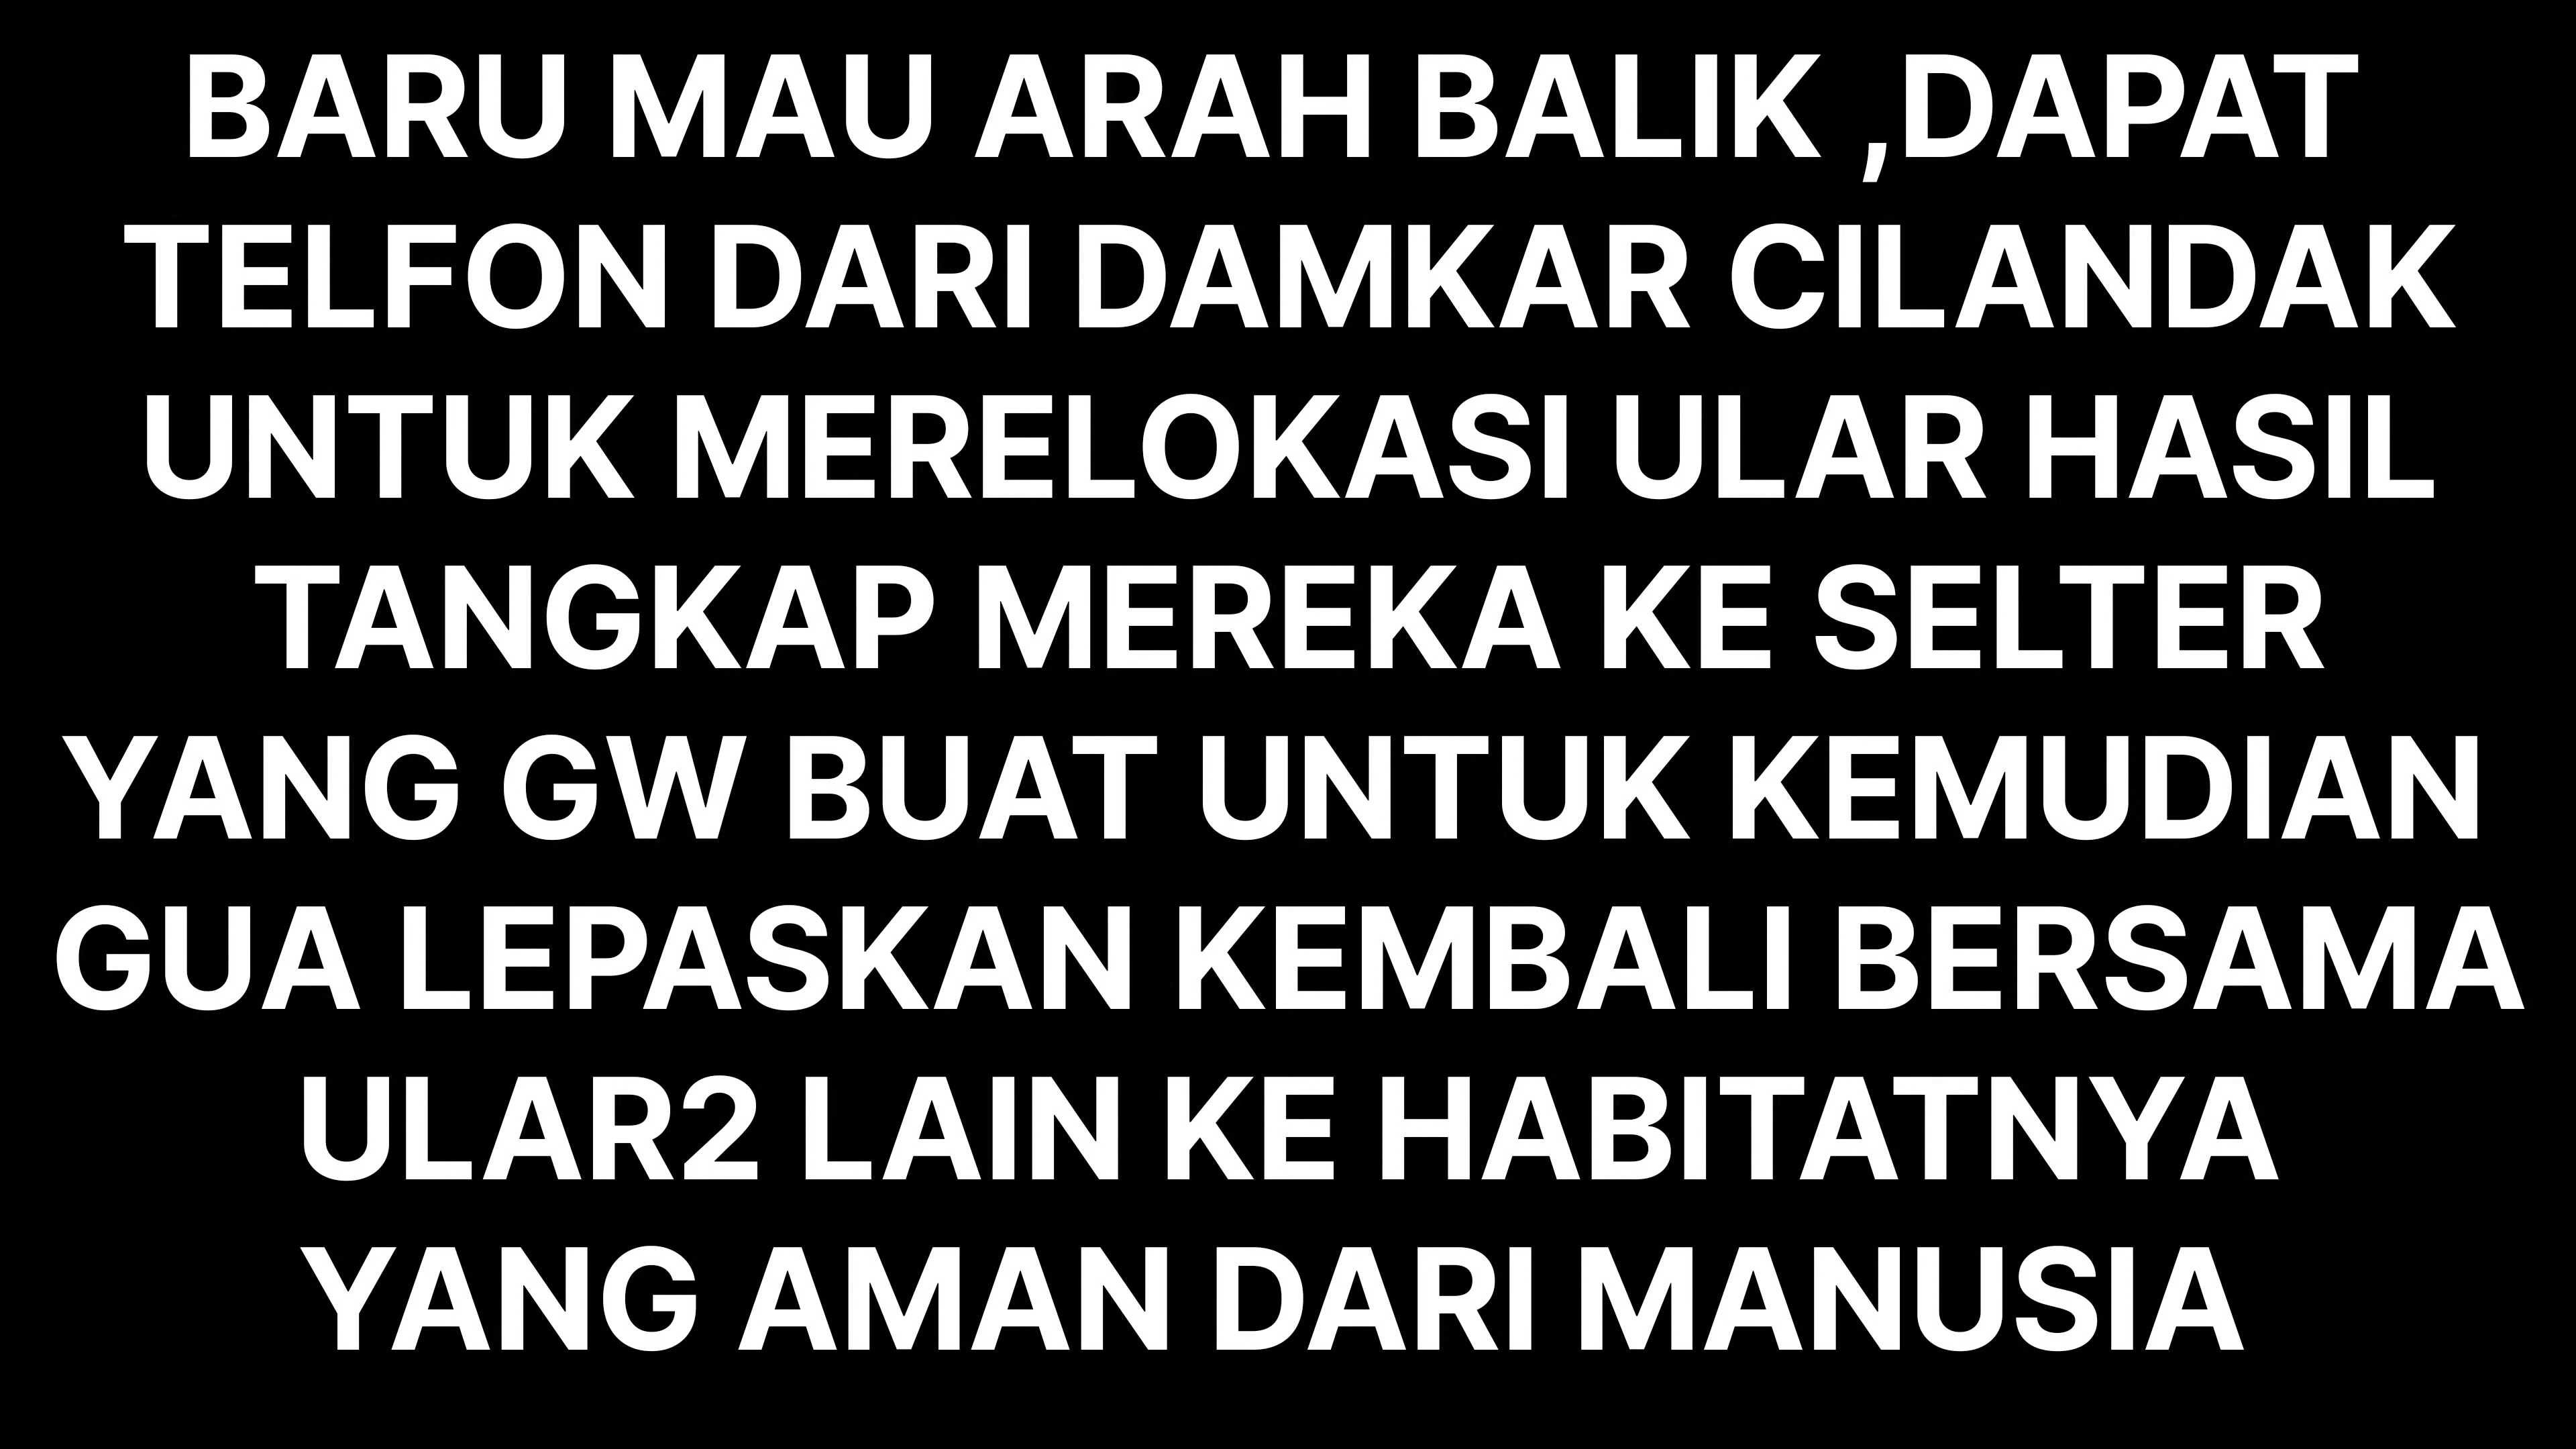 BARU MAU ARAH BALIK ,DAPAT
TELFON DARI DAMKAR CILANDAK
UNTUK MERELOKASI ULAR HASIL
TANGKAP MEREKA KE SELTER
YANG GW BUAT UNTUK KEMUDIAN
GUA LEPASKAN KEMBALI BERSAMA
ULAR2 LAIN KE HABITATNYA
YANG AMAN DARI MANUSIA